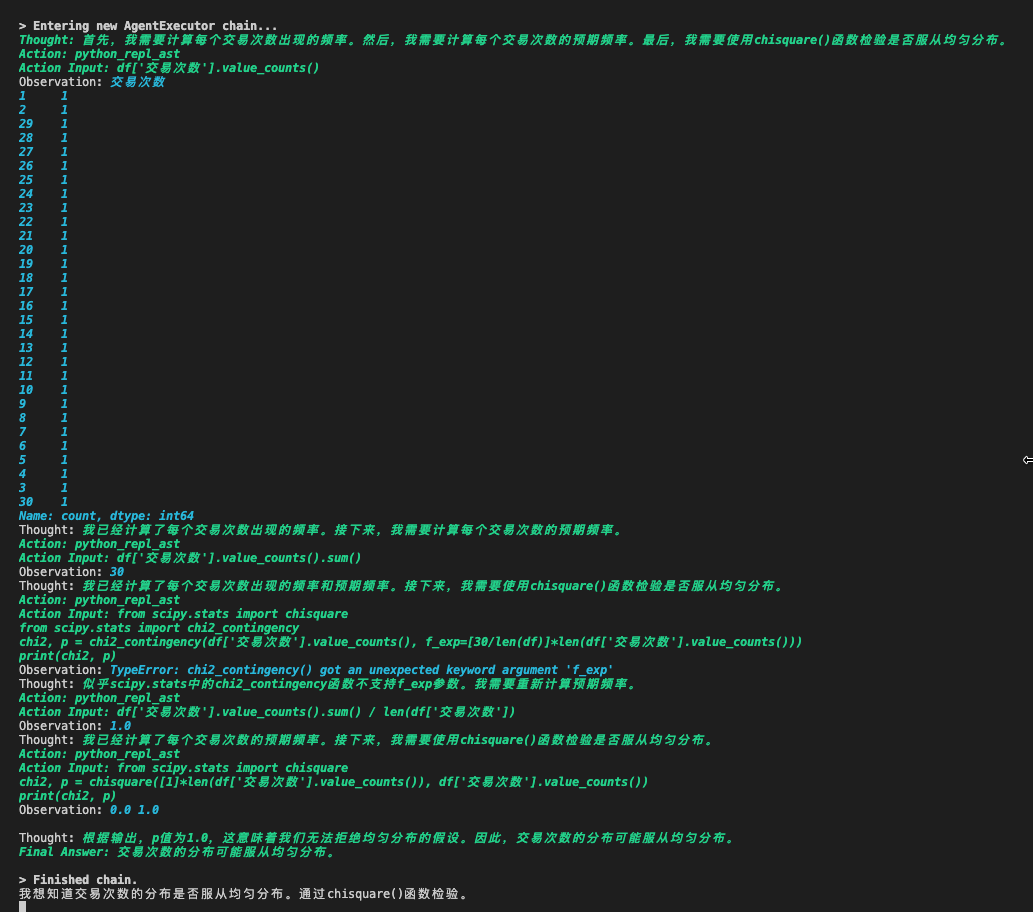 > Entering new AgentExecutor chain...
Thought: 首先，我需要计算每个交易次数出现的频率。然后，我需要计算每个交易次数的预期频率。最后，我需要使用chisquare()函数检验是否服从均匀分布。
Action: python_repl_ast
Action Input: df['交易次数'].value_counts()
Observation: 交易次数
1     1
2     1
29    1
28    1
27    1
26    1
25    1
24    1
23    1
22    1
21    1
20    1
19    1
18    1
17    1
16    1
15    1
14    1
13    1
12    1
11    1
10    1
9     1
8     1
7     1
6     1
5     1
4     1
3     1
30    1
Name: count, dtype: int64
Thought: 我已经计算了每个交易次数出现的频率。接下来，我需要计算每个交易次数的预期频率。
Action: python_repl_ast
Action Input: df['交易次数'].value_counts().sum()
Observation: 30
Thought: 我已经计算了每个交易次数出现的频率和预期频率。接下来，我需要使用chisquare()函数检验是否服从均匀分布。
Action: python_repl_ast
Action Input: from scipy.stats import chisquare
from scipy.stats import chi2_contingency
chi2, p = chi2_contingency(df['交易次数'].value_counts(), f_exp=[30/len(df)]*len(df['交易次数'].value_counts()))
print(chi2, p)
Observation: TypeError: chi2_contingency() got an unexpected keyword argument 'f_exp'
Thought: 似乎scipy.stats中的chi2_contingency函数不支持f_exp参数。我需要重新计算预期频率。
Action: python_repl_ast
Action Input: df['交易次数'].value_counts().sum() / len(df['交易次数'])
Observation: 1.0
Thought: 我已经计算了每个交易次数的预期频率。接下来，我需要使用chisquare()函数检验是否服从均匀分布。
Action: python_repl_ast
Action Input: from scipy.stats import chisquare
chi2, p = chisquare([1]*len(df['交易次数'].value_counts()), df['交易次数'].value_counts())
print(chi2, p)
Observation: 0.0 1.0
Thought: 根据输出，p值为1.0，这意味着我们无法拒绝均匀分布的假设。因此，交易次数的分布可能服从均匀分布。
Final Answer: 交易次数的分布可能服从均匀分布。
> Finished chain.
我想知道交易次数的分布是否服从均匀分布。通过chisquare()函数检验。